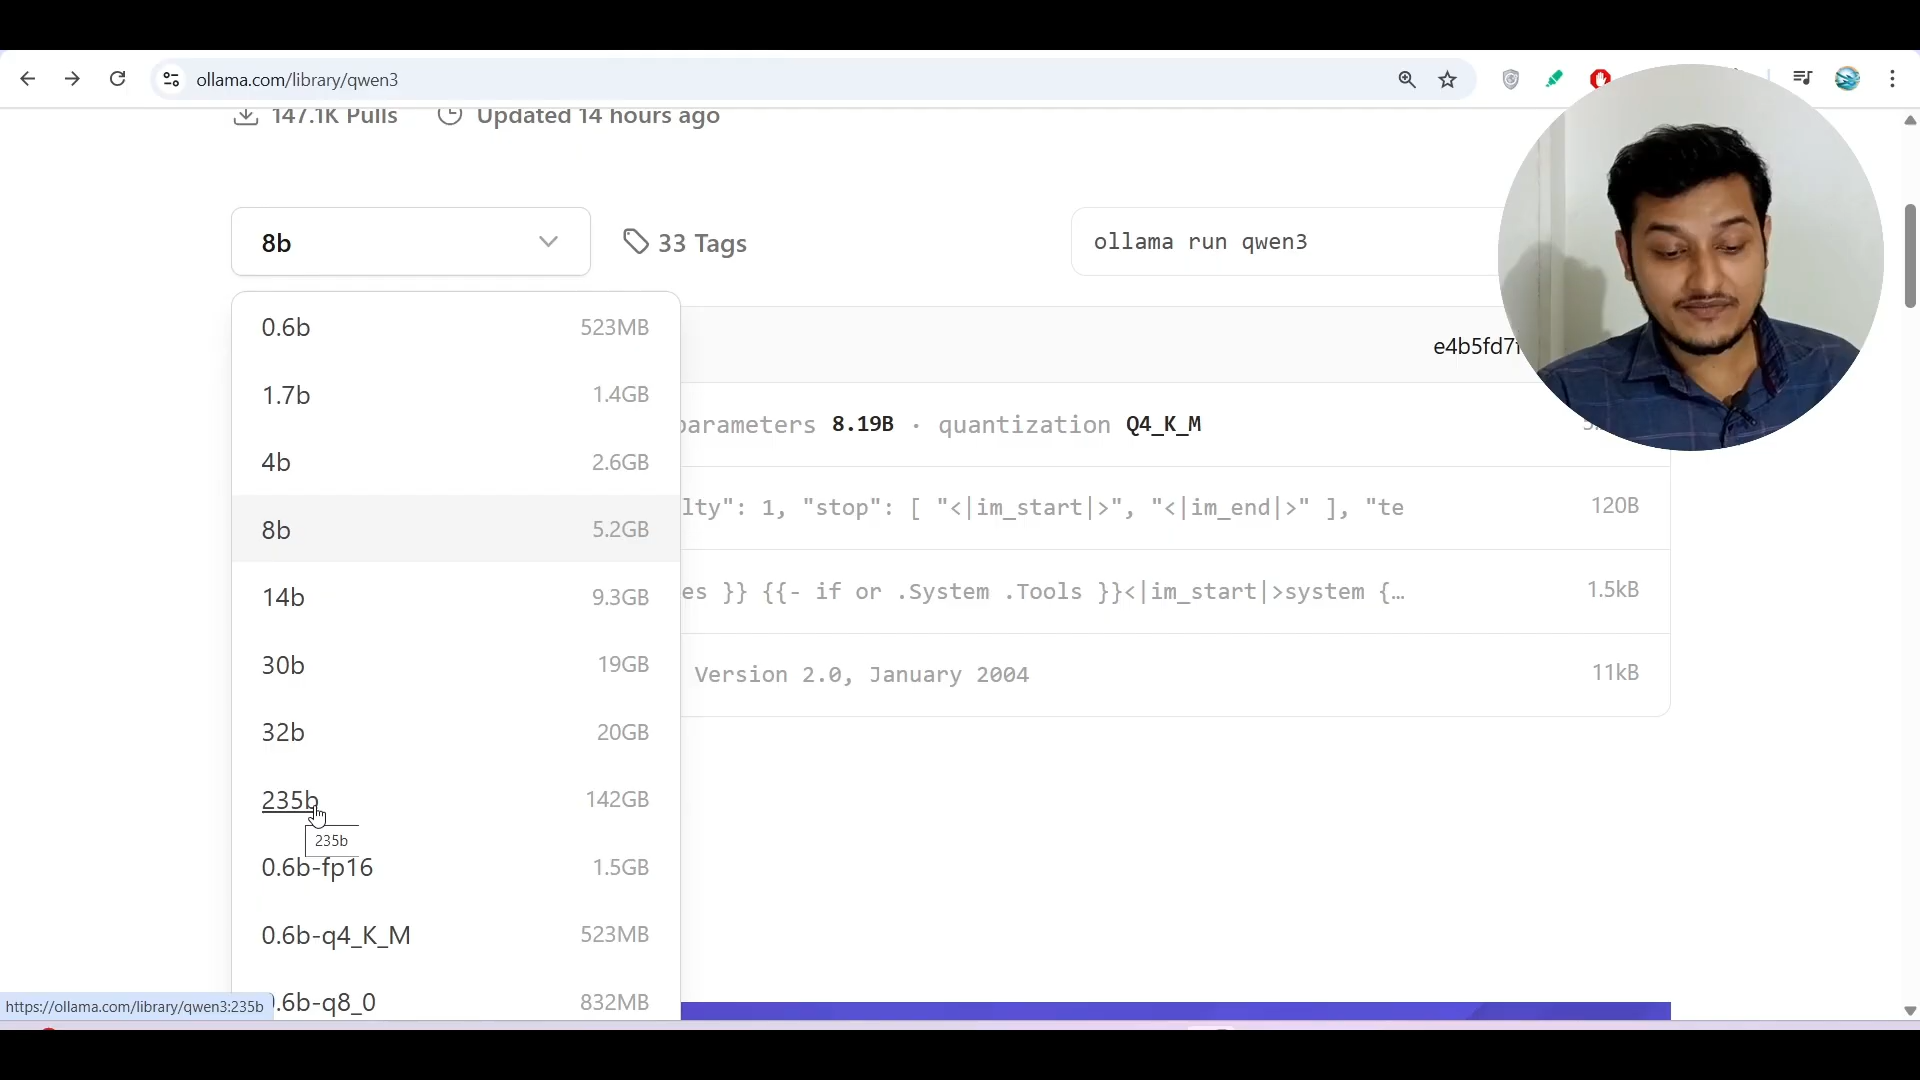 ollama.com/library/qwen3
147.1K Pulls Updated 14 hours ago
8b
33 Tags
ollama run qwen3
0.6b 523MB
e4b5fd7
1.7b 1.4GB
parameters 8.19B · quantization Q4_K_M
4b 2.6GB
lty": 1, "stop": [ "<|im_start|>", "<|im_end|>" ], "te
120B
8b 5.2GB
es }} {{- if or .System .Tools }}<|im_start|>system {…
1.5kB
14b 9.3GB
30b 19GB
Version 2.0, January 2004
11kB
32b 20GB
235b 142GB
235b
0.6b-fp16 1.5GB
0.6b-q4_K_M 523MB
.6b-q8_0 832MB
https://ollama.com/library/qwen3:235b